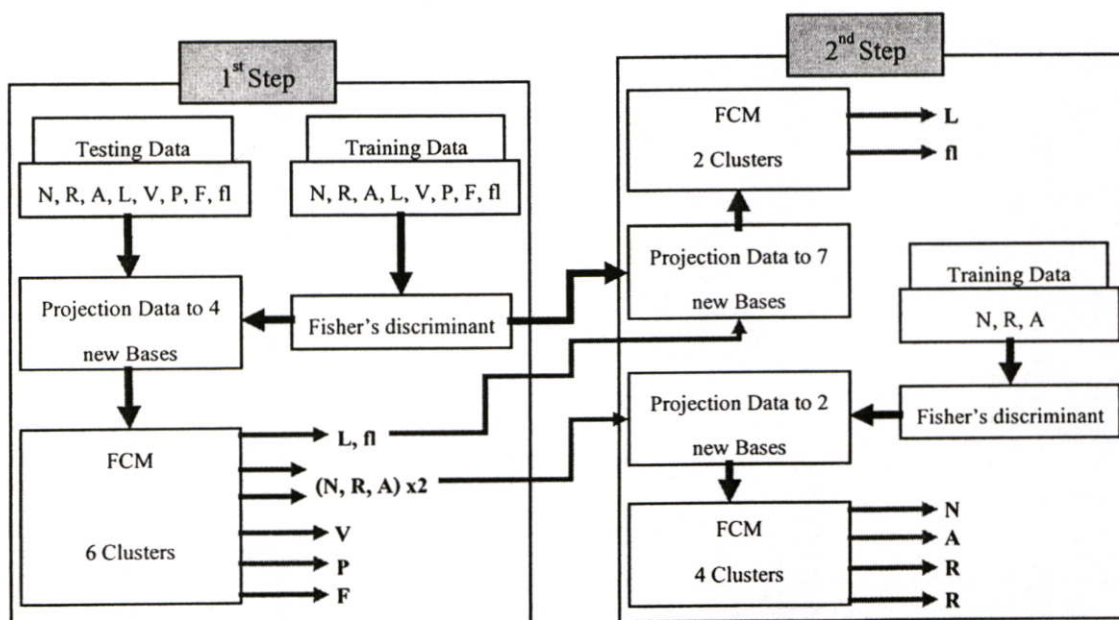 1st Step
Testing Data
N, R, A, L, V, P, F, fl
Training Data
N, R, A, L, V, P, F, fl
Projection Data to 4
new Bases
Fisher's discriminant
FCM
6 Clusters
L, fl
(N, R, A) x2
V
P
F
2nd Step
FCM
2 Clusters
L
fl
Projection Data to 7
new Bases
Training Data
N, R, A
Projection Data to 2
new Bases
Fisher's discriminant
FCM
4 Clusters
N
A
R
R